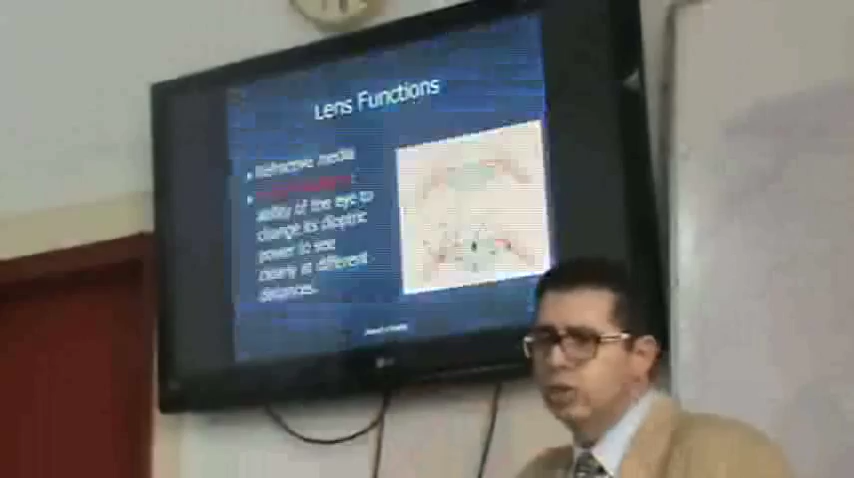 Lens Functions
Refractive media
ability of the eye to
change its dioptric
power to see
clearly at different
distances.
LG